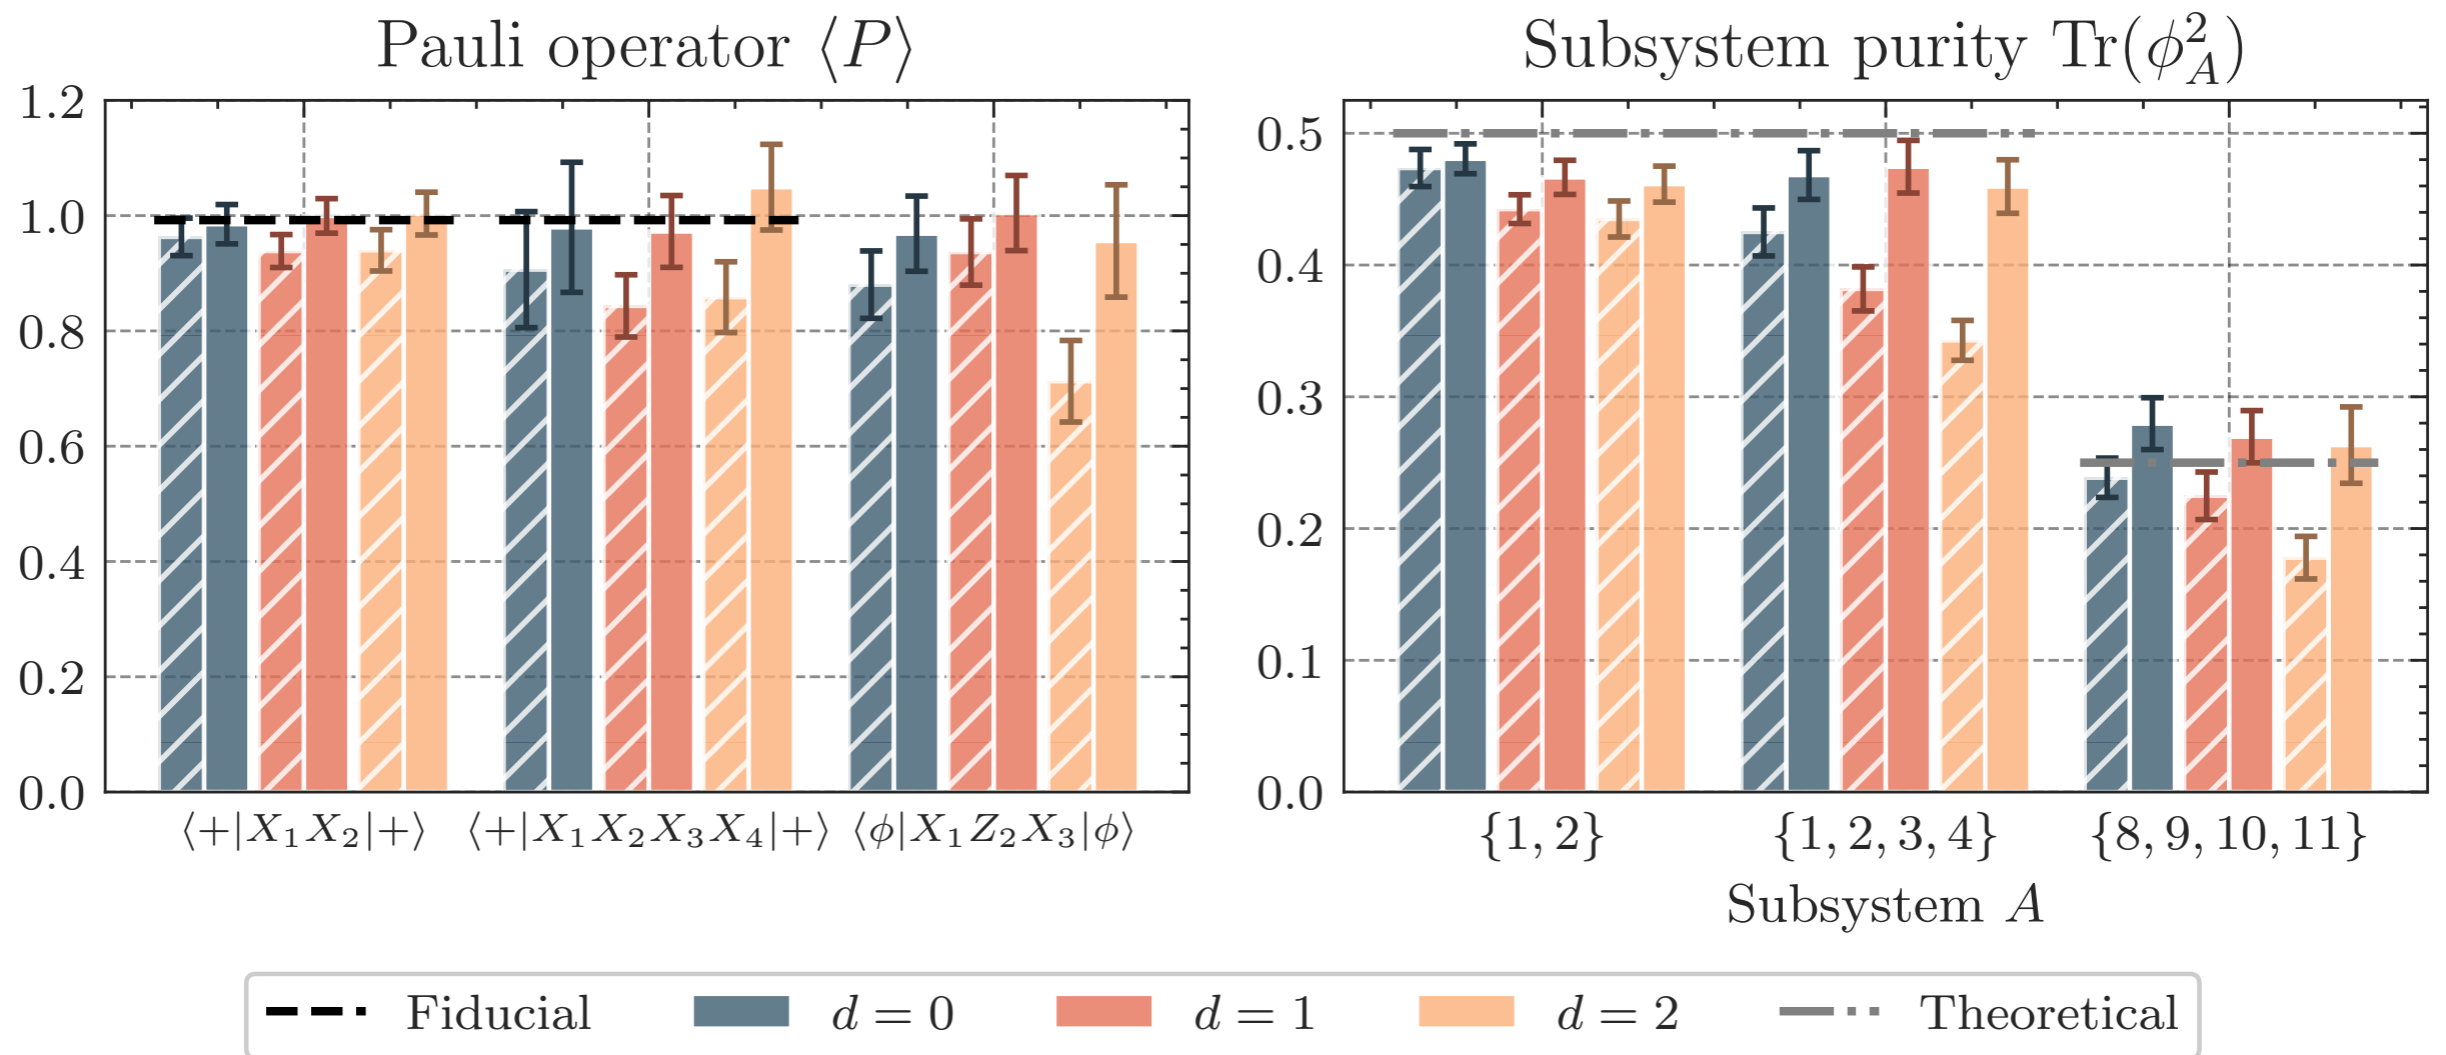 Pauli operator ⟨P⟩
1.2
1.0
0.8
0.6
0.4
0.2
0.0
⟨+|X₁X₂|+⟩ ⟨+|X₁X₂X₃X₄|+⟩ ⟨ϕ|X₁Z₂X₃|ϕ⟩
Subsystem purity Tr(ϕ_A^2)
0.5
0.4
0.3
0.2
0.1
0.0
{1, 2} {1, 2, 3, 4} {8, 9, 10, 11}
Subsystem A
Fiducial d = 0 d = 1 d = 2 Theoretical